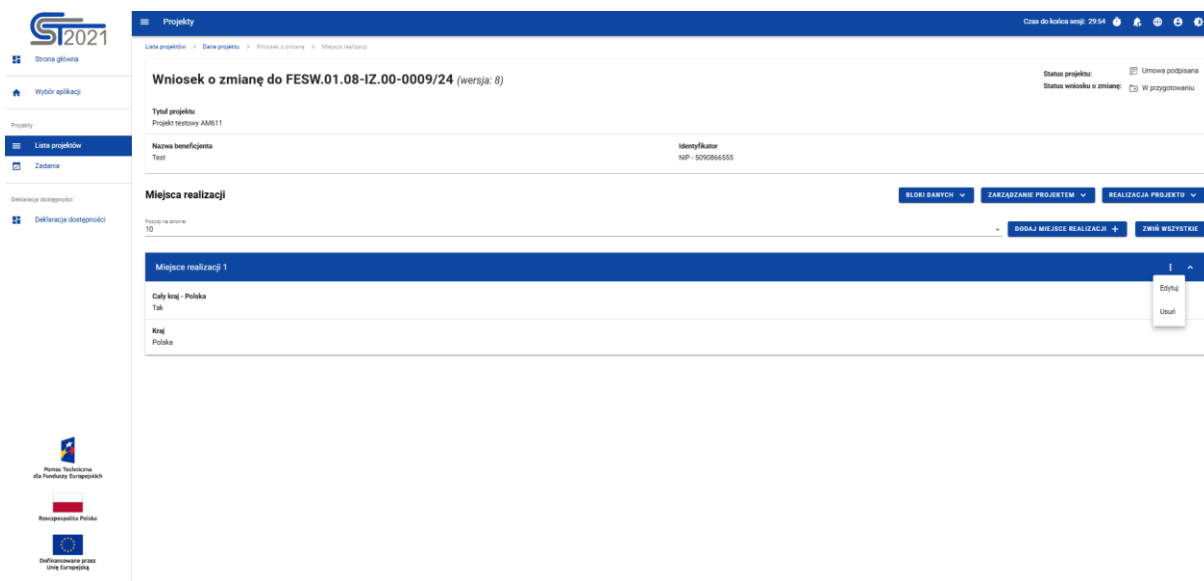 CST2021
Strona główna
Wybór aplikacji
Projekty
Lista projektów
Zadania
Deklaracja dostępności
Deklaracja dostępności
Pomoc Techniczna
dla Funduszy Europejskich
Rzeczpospolita Polska
Dofinansowane przez
Unię Europejską
Projekty
Czas do końca sesji: 29:54
Lista projektów > Dane projektu > Wniosek o zmianę > Miejsca realizacji
Wniosek o zmianę do FESW.01.08-IZ.00-0009/24 (wersja: 8)
Status projektu: Umowa podpisana
Status wniosku o zmianę: W przygotowaniu
Tytuł projektu
Projekt testowy AM611
Nazwa beneficjenta
Test
Identyfikator
NIP - 5090866555
Miejsca realizacji
BLOKI DANYCH
ZARZĄDZANIE PROJEKTEM
REALIZACJA PROJEKTU
Pozycji na stronie
10
DODAJ MIEJSCE REALIZACJI +
ZWIŃ WSZYSTKIE
Miejsce realizacji 1
Edytuj
Usuń
Cały kraj - Polska
Tak
Kraj
Polska